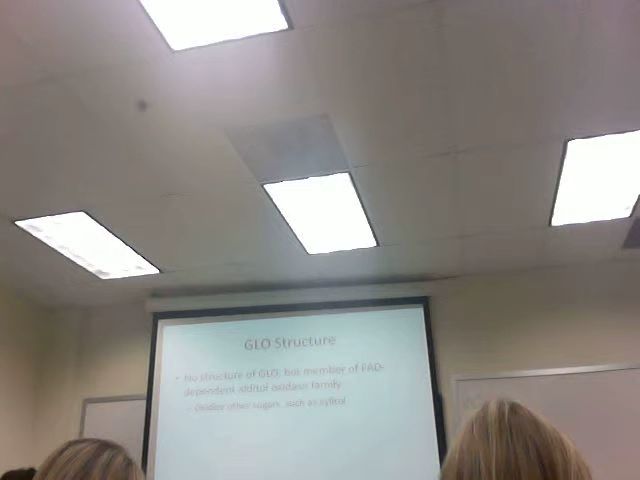 GLO Structure
• No structure of GLO, but member of FAD-
dependent alditol oxidase family
– Oxidize other sugars, such as xylitol